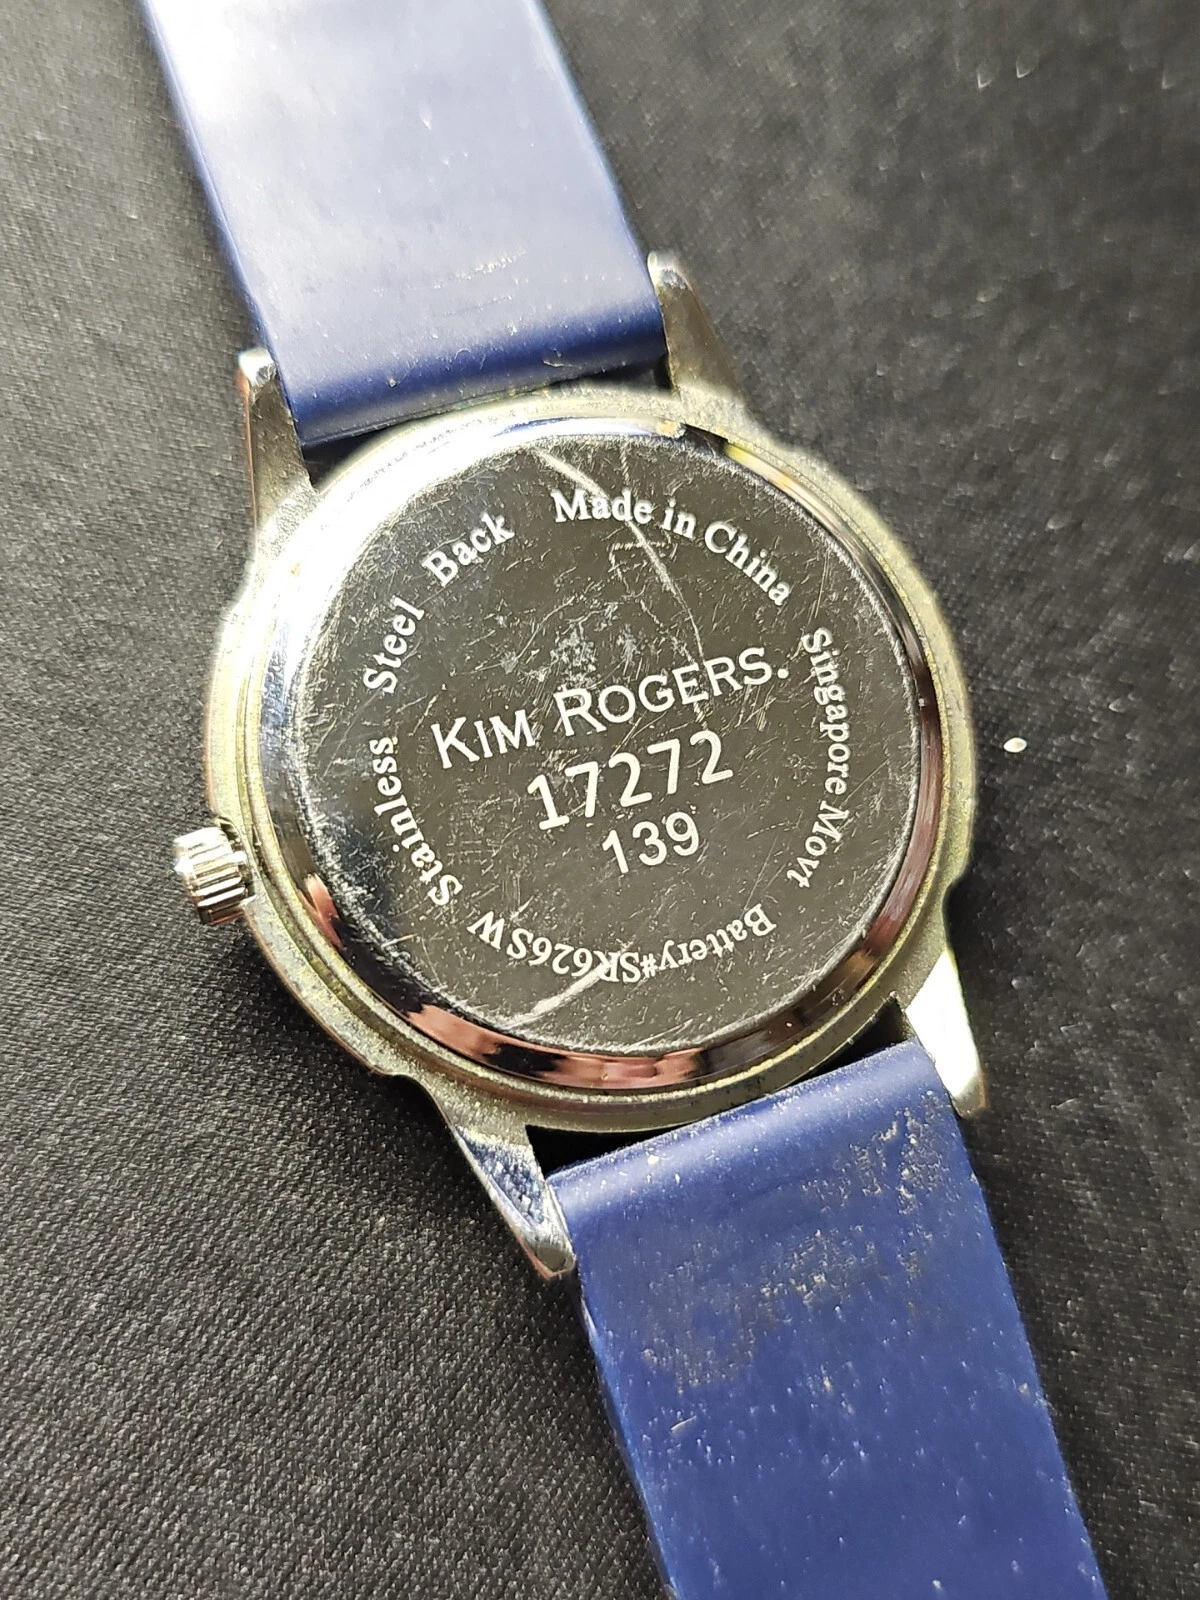 Stainless Steel Back Made in China Singapore Movt Battery#SR626SW
KIM ROGERS.
17272
139